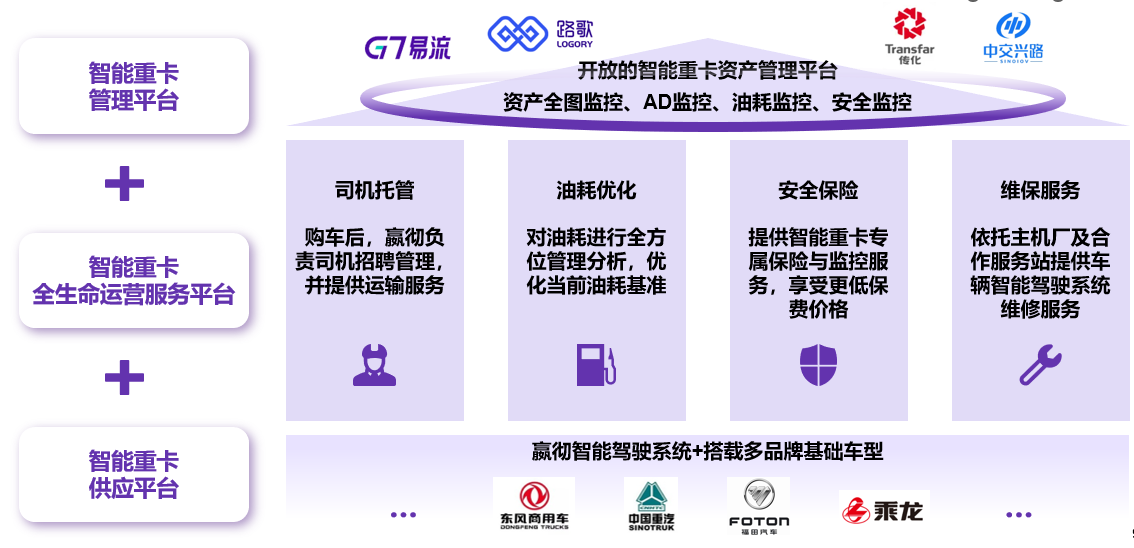 智能重卡
管理平台
智能重卡
全生命运营服务平台
智能重卡
供应平台
G7易流
路歌
LOGORY
Transfar
传化
中交兴路
SINOIOV
开放的智能重卡资产管理平台
资产全图监控、AD监控、油耗监控、安全监控
司机托管
购车后，嬴彻负
责司机招聘管理，
并提供运输服务
油耗优化
对油耗进行全方
位管理分析，优
化当前油耗基准
安全保险
提供智能重卡专
属保险与监控服
务，享受更低保
费价格
维保服务
依托主机厂及合
作服务站提供车
辆智能驾驶系统
维修服务
嬴彻智能驾驶系统+搭载多品牌基础车型
...
东风商用车
DONGFENG TRUCKS
中国重汽
SINOTRUK
FOTON
福田汽车
乘龙
...